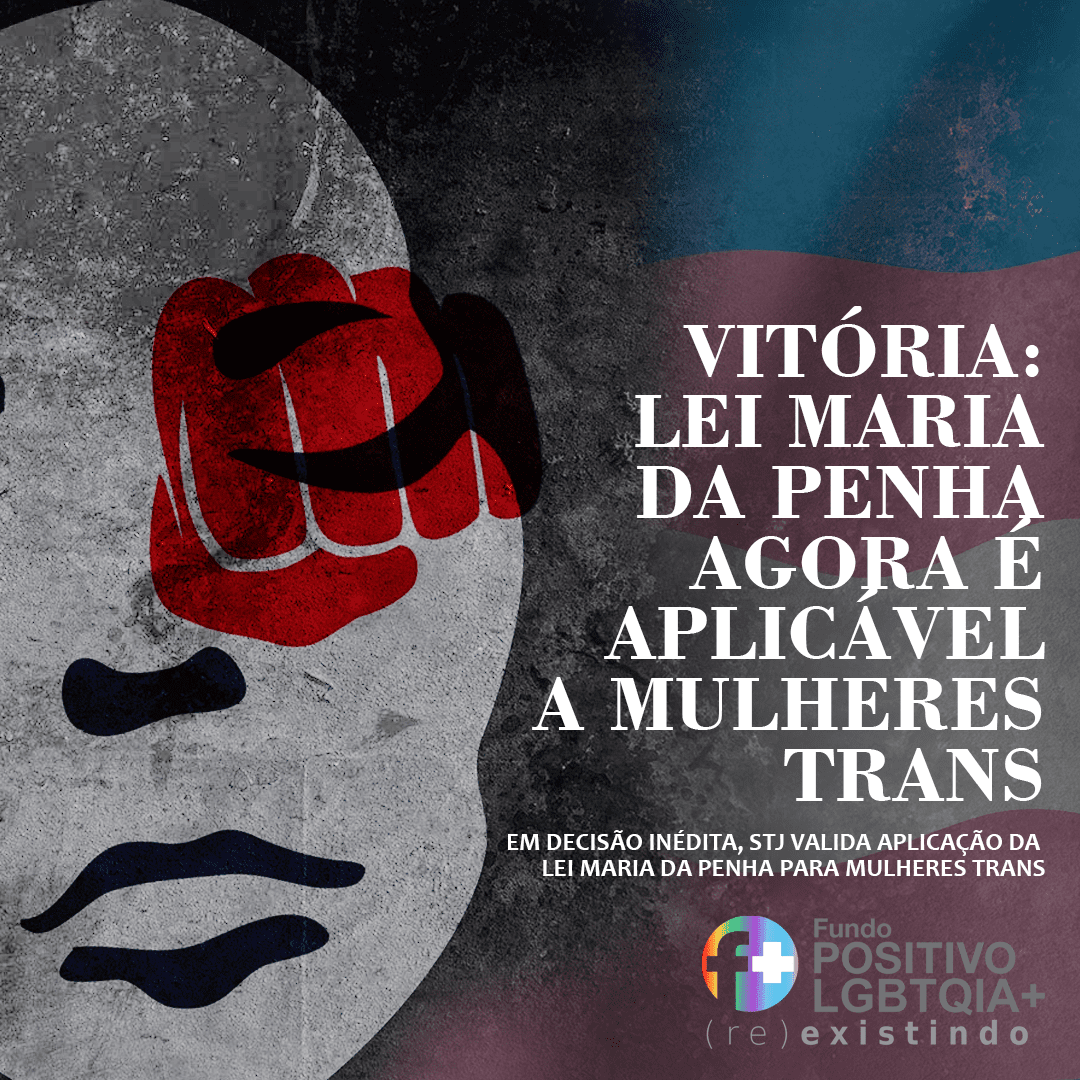 VITÓRIA:
LEI MARIA
DA PENHA
AGORA É
APLICÁVEL
A MULHERES
TRANS
EM DECISÃO INÉDITA, STJ VALIDA APLICAÇÃO DA
LEI MARIA DA PENHA PARA MULHERES TRANS
f+
Fundo
POSITIVO
LGBTQIA+
(re)existindo